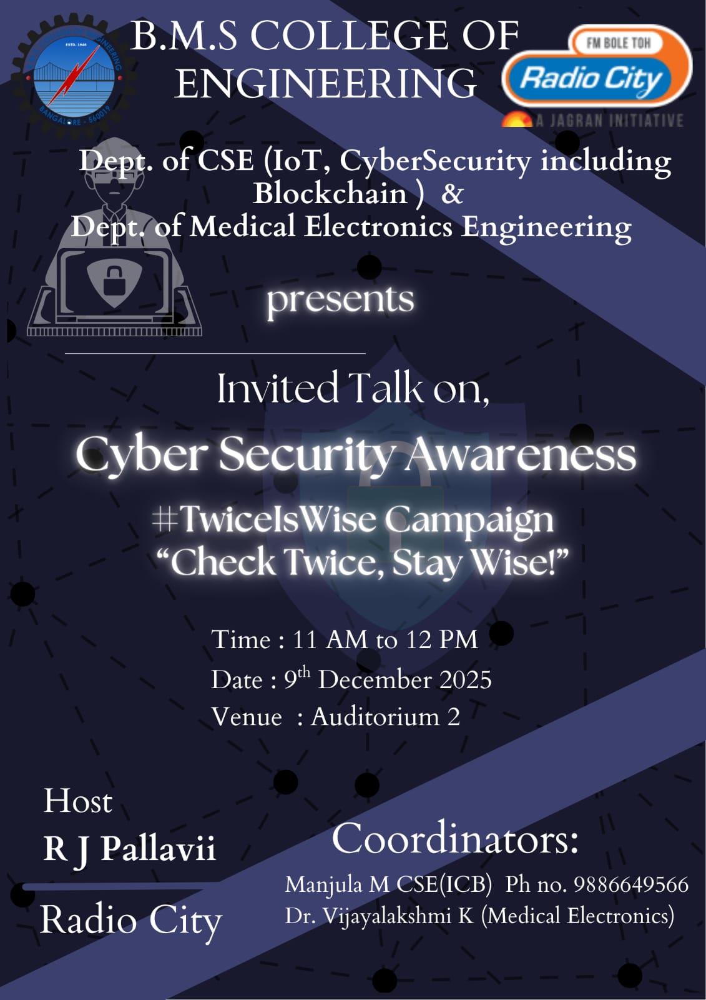 B.M.S COLLEGE OF
ENGINEERING
B.M.S. COLLEGE OF ENGINEERING
ESTD. 1946
BANGALORE - 560019
FM BOLE TOH
Radio City
A JAGRAN INITIATIVE
Dept. of CSE (IoT, CyberSecurity including
Blockchain ) &
Dept. of Medical Electronics Engineering
presents
Invited Talk on,
Cyber Security Awareness
#TwiceIsWise Campaign
“Check Twice, Stay Wise!”
Time : 11 AM to 12 PM
Date : 9th December 2025
Venue : Auditorium 2
Host
R J Pallavii
Radio City
Coordinators:
Manjula M CSE(ICB) Ph no. 9886649566
Dr. Vijayalakshmi K (Medical Electronics)